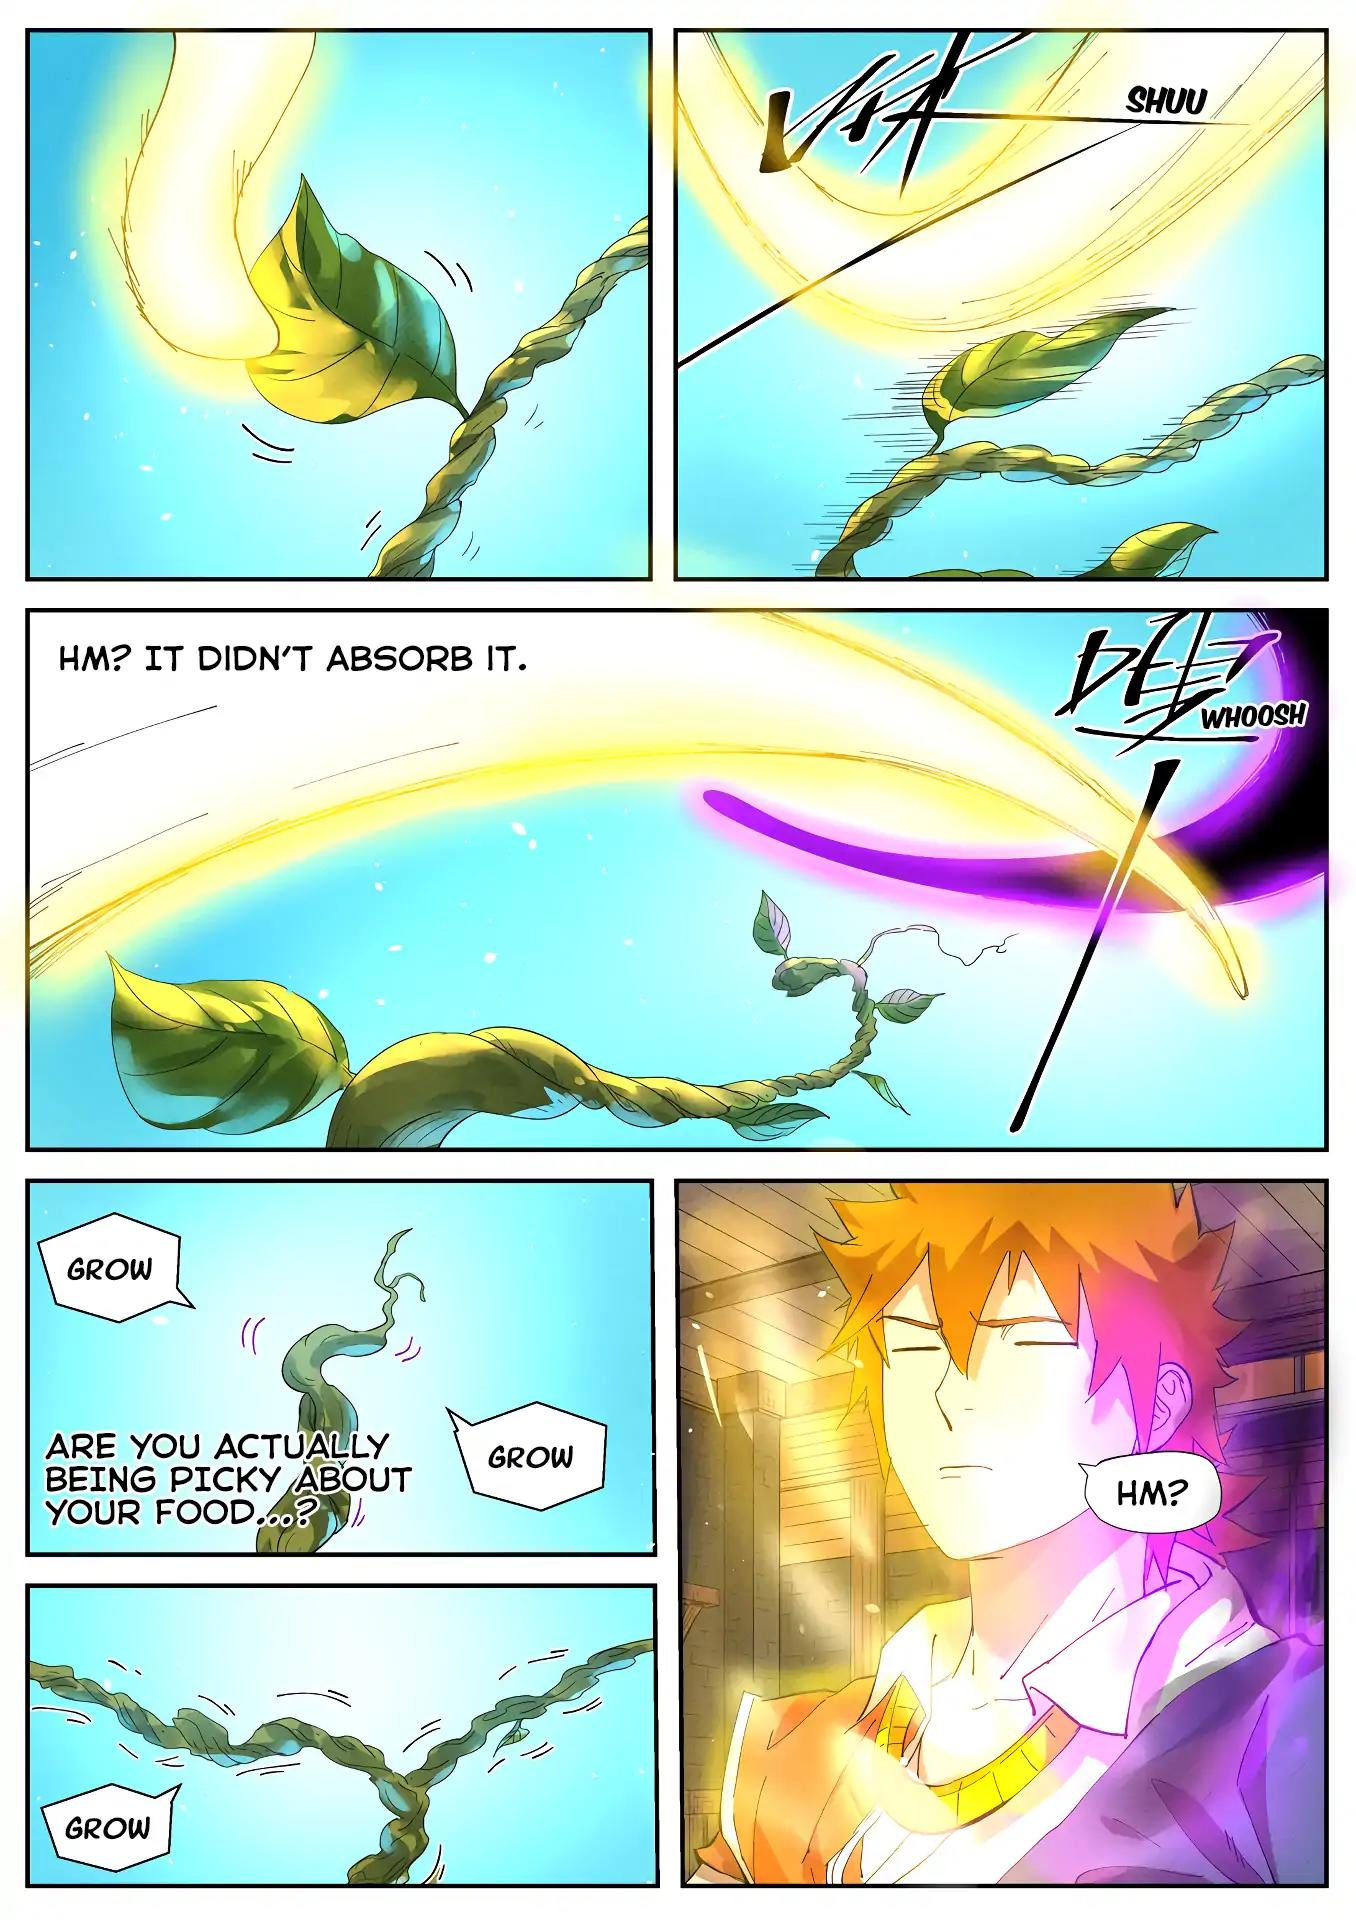 SHUU
HM? IT DIDN'T ABSORB IT.
WHOOSH
GROW
ARE YOU ACTUALLY
BEING PICKY ABOUT
YOUR FOOD...?
GROW
HM?
GROW